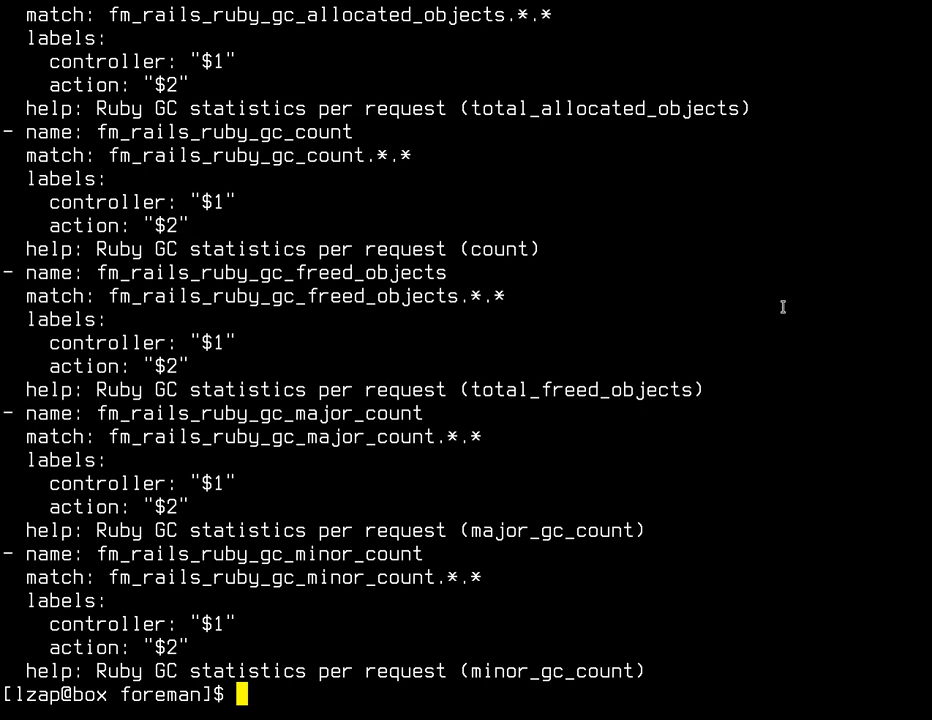 match: fm_rails_ruby_gc_allocated_objects.*.*
  labels:
    controller: "$1"
    action: "$2"
  help: Ruby GC statistics per request (total_allocated_objects)
- name: fm_rails_ruby_gc_count
  match: fm_rails_ruby_gc_count.*.*
  labels:
    controller: "$1"
    action: "$2"
  help: Ruby GC statistics per request (count)
- name: fm_rails_ruby_gc_freed_objects
  match: fm_rails_ruby_gc_freed_objects.*.*
  labels:
    controller: "$1"
    action: "$2"
  help: Ruby GC statistics per request (total_freed_objects)
- name: fm_rails_ruby_gc_major_count
  match: fm_rails_ruby_gc_major_count.*.*
  labels:
    controller: "$1"
    action: "$2"
  help: Ruby GC statistics per request (major_gc_count)
- name: fm_rails_ruby_gc_minor_count
  match: fm_rails_ruby_gc_minor_count.*.*
  labels:
    controller: "$1"
    action: "$2"
  help: Ruby GC statistics per request (minor_gc_count)
[lzap@box foreman]$